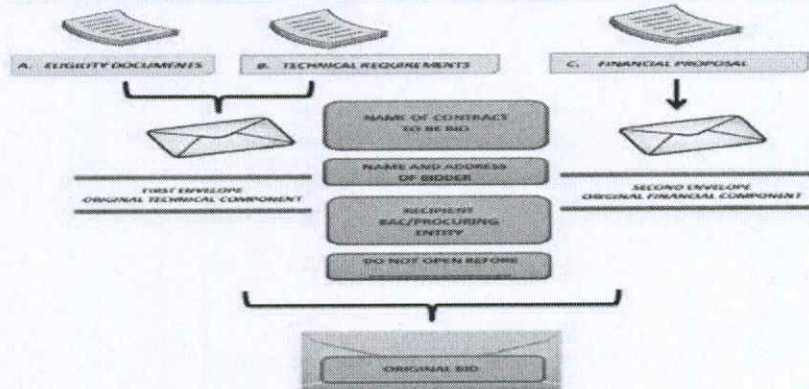 A. ELIGILITY DOCUMENTS
B. TECHNICAL REQUIREMENTS
C. FINANCIAL PROPOSAL
NAME OF CONTRACT
TO BE BID
NAME AND ADDRESS
OF BIDDER
FIRST ENVELOPE
ORIGINAL TECHNICAL COMPONENT
SECOND ENVELOPE
ORIGINAL FINANCIAL COMPONENT
RECIPIENT
BAC/PROCURING
ENTITY
DO NOT OPEN BEFORE
ORIGINAL BID